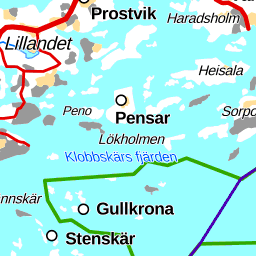 Prostvik
Haradsholm
Lillandet
Heisala
Peno
Pensar
Sorpo
Lökholmen
Klobbskärs fjärden
nnskär
Gullkrona
Stenskär